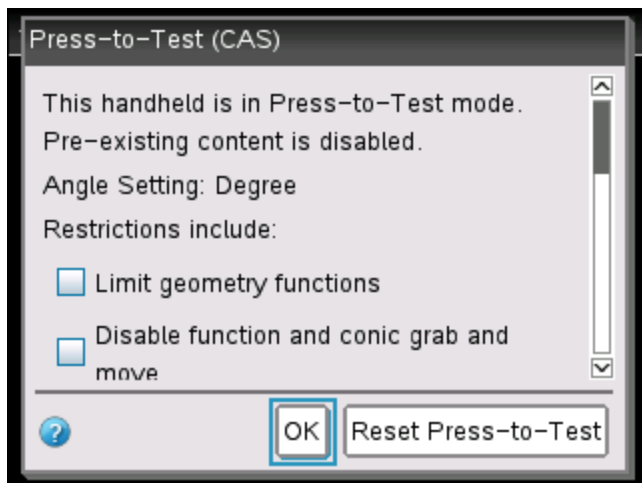 Press-to-Test (CAS)
This handheld is in Press-to-Test mode.
Pre-existing content is disabled.
Angle Setting: Degree
Restrictions include:
Limit geometry functions
Disable function and conic grab and
move
?
OK
Reset Press-to-Test